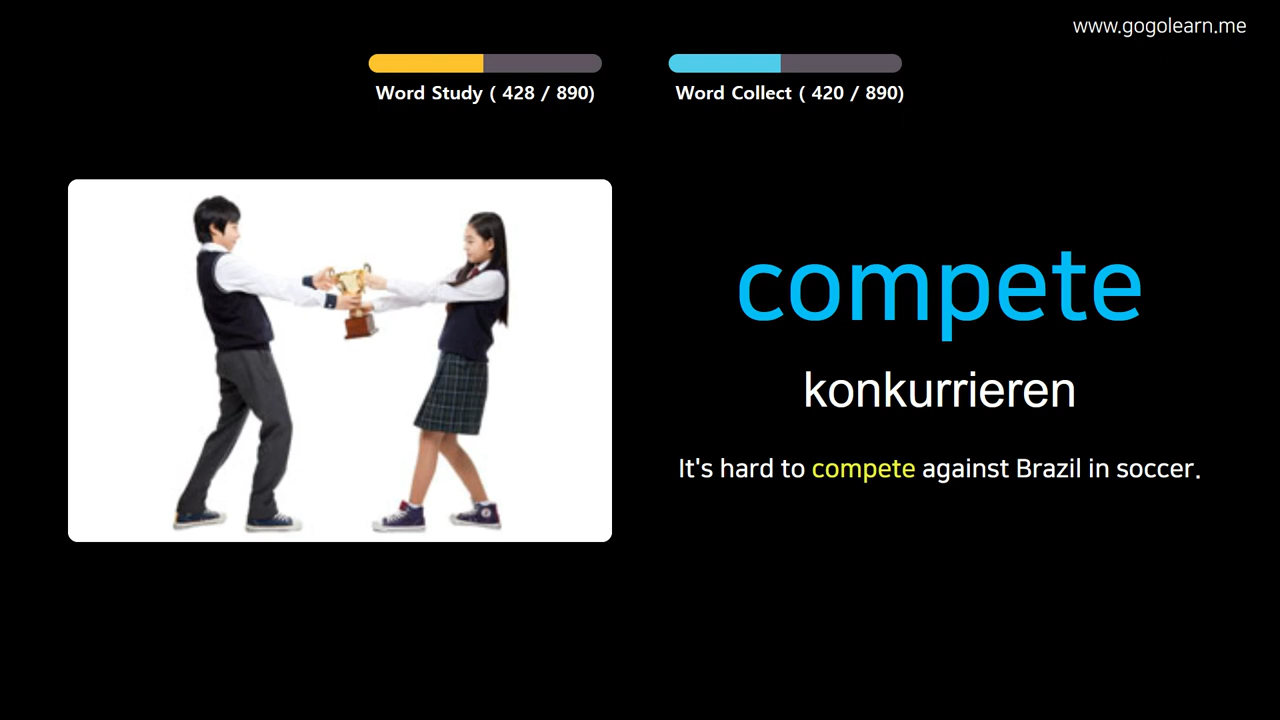 www.gogolearn.me
Word Study ( 428 / 890)
Word Collect ( 420 / 890)
compete
konkurrieren
It's hard to compete against Brazil in soccer.